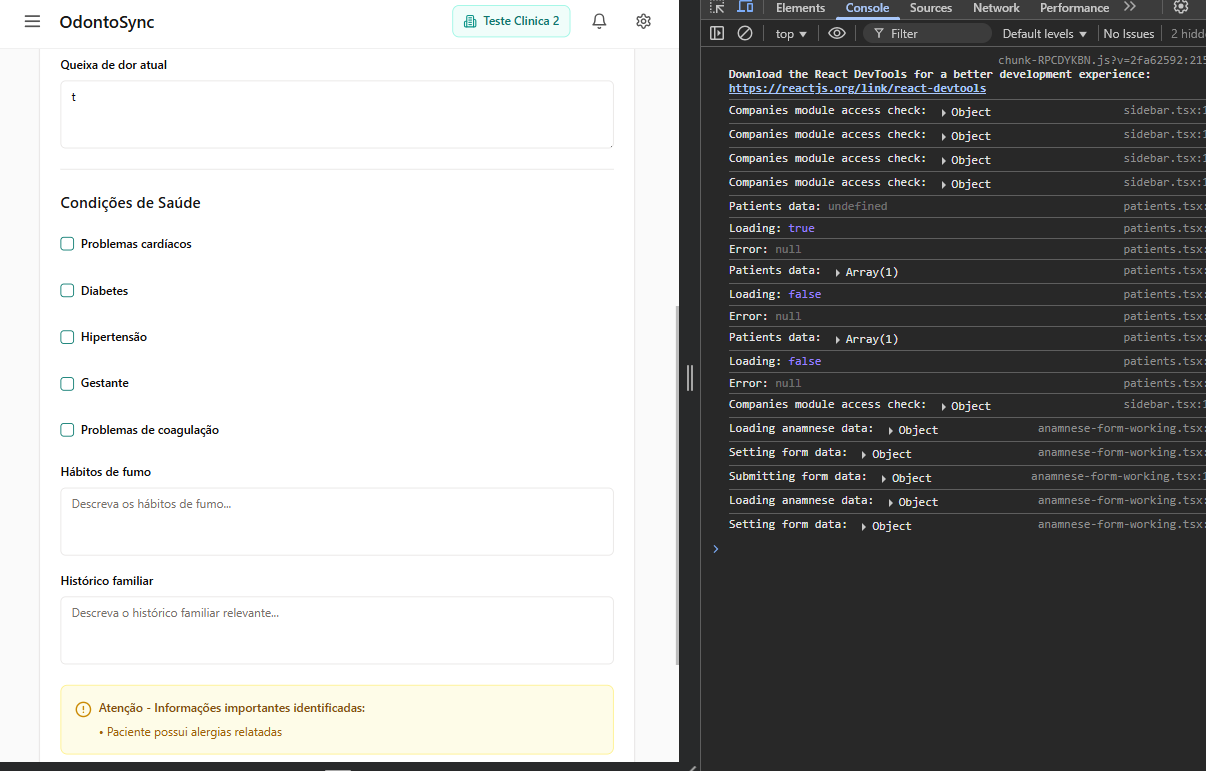 OdontoSync
Teste Clinica 2
Queixa de dor atual
t
Condições de Saúde
Problemas cardíacos
Diabetes
Hipertensão
Gestante
Problemas de coagulação
Hábitos de fumo
Descreva os hábitos de fumo...
Histórico familiar
Descreva o histórico familiar relevante...
Atenção - Informações importantes identificadas:
• Paciente possui alergias relatadas
Elements Console Sources Network Performance
top Filter Default levels No Issues 2 hidd
chunk-RPCDYKBN.js?v=2fa62592:215
Download the React DevTools for a better development experience:
https://reactjs.org/link/react-devtools
Companies module access check: Object sidebar.tsx:1
Companies module access check: Object sidebar.tsx:1
Companies module access check: Object sidebar.tsx:1
Companies module access check: Object sidebar.tsx:1
Patients data: undefined patients.tsx:
Loading: true patients.tsx:
Error: null patients.tsx:
Patients data: Array(1) patients.tsx:
Loading: false patients.tsx:
Error: null patients.tsx:
Patients data: Array(1) patients.tsx:
Loading: false patients.tsx:
Error: null patients.tsx:
Companies module access check: Object sidebar.tsx:1
Loading anamnese data: Object anamnese-form-working.tsx:
Setting form data: Object anamnese-form-working.tsx:
Submitting form data: Object anamnese-form-working.tsx:1
Loading anamnese data: Object anamnese-form-working.tsx:
Setting form data: Object anamnese-form-working.tsx: